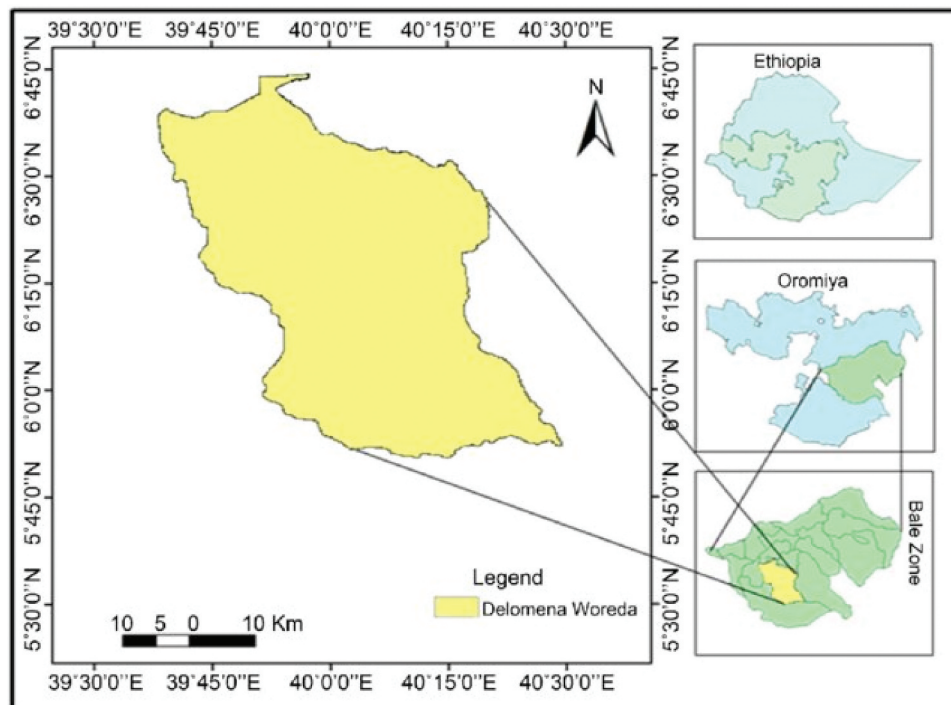 39°30'0"E 39°45'0"E 40°0'0"E 40°15'0"E 40°30'0"E
6°45'0"N
6°30'0"N
6°15'0"N
6°0'0"N
5°45'0"N
5°30'0"N
N
Legend
Delomena Woreda
10 5 0 10 Km
6°45'0"N
6°30'0"N
6°15'0"N
6°0'0"N
5°45'0"N
5°30'0"N
39°30'0"E 39°45'0"E 40°0'0"E 40°15'0"E 40°30'0"E
Ethiopia
Oromiya
Bale Zone